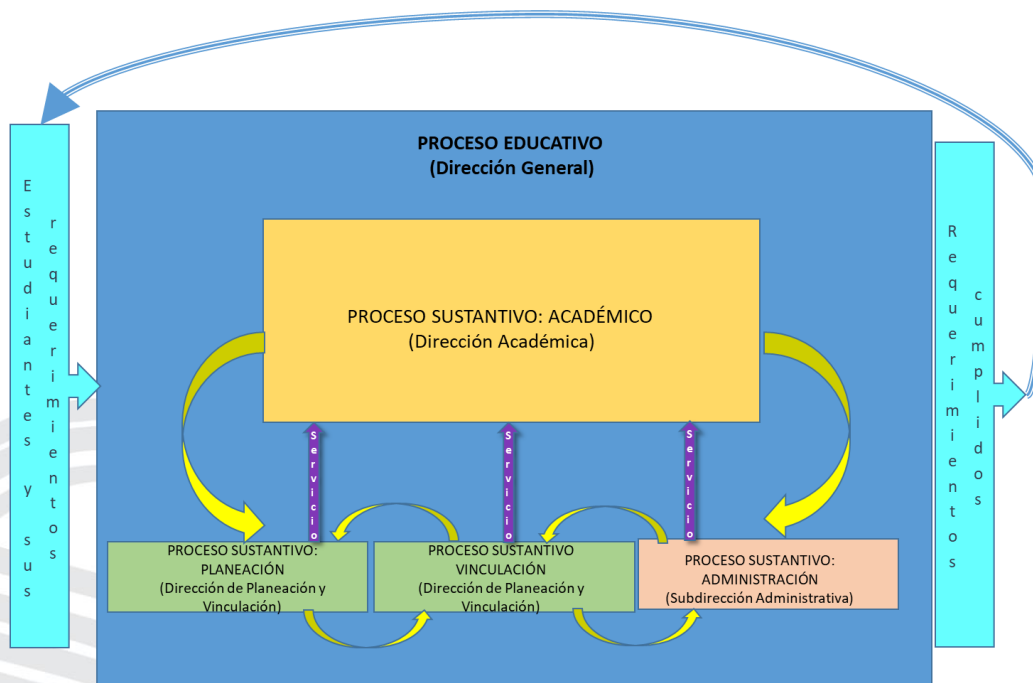 PROCESO EDUCATIVO
(Dirección General)
Estudiantes y sus
requerimientos
PROCESO SUSTANTIVO: ACADÉMICO
(Dirección Académica)
Servicio
Servicio
Servicio
PROCESO SUSTANTIVO:
PLANEACIÓN
(Dirección de Planeación y
Vinculación)
PROCESO SUSTANTIVO
VINCULACIÓN
(Dirección de Planeación y
Vinculación)
PROCESO SUSTANTIVO:
ADMINISTRACIÓN
(Subdirección Administrativa)
Requerimientos
cumplidos